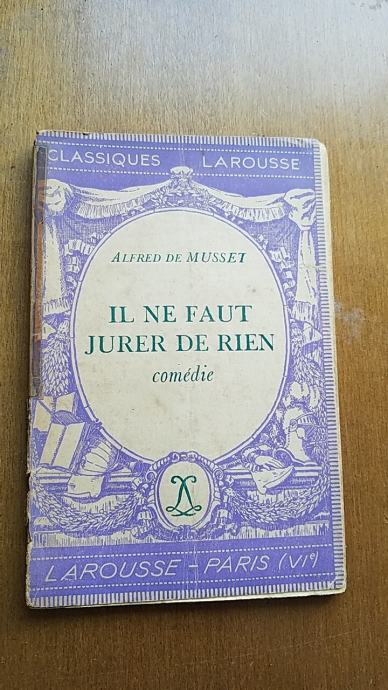 CLASSIQUES LAROUSSE
ALFRED DE MUSSET
IL NE FAUT
JURER DE RIEN
comédie
LAROUSSE - PARIS (VIe)